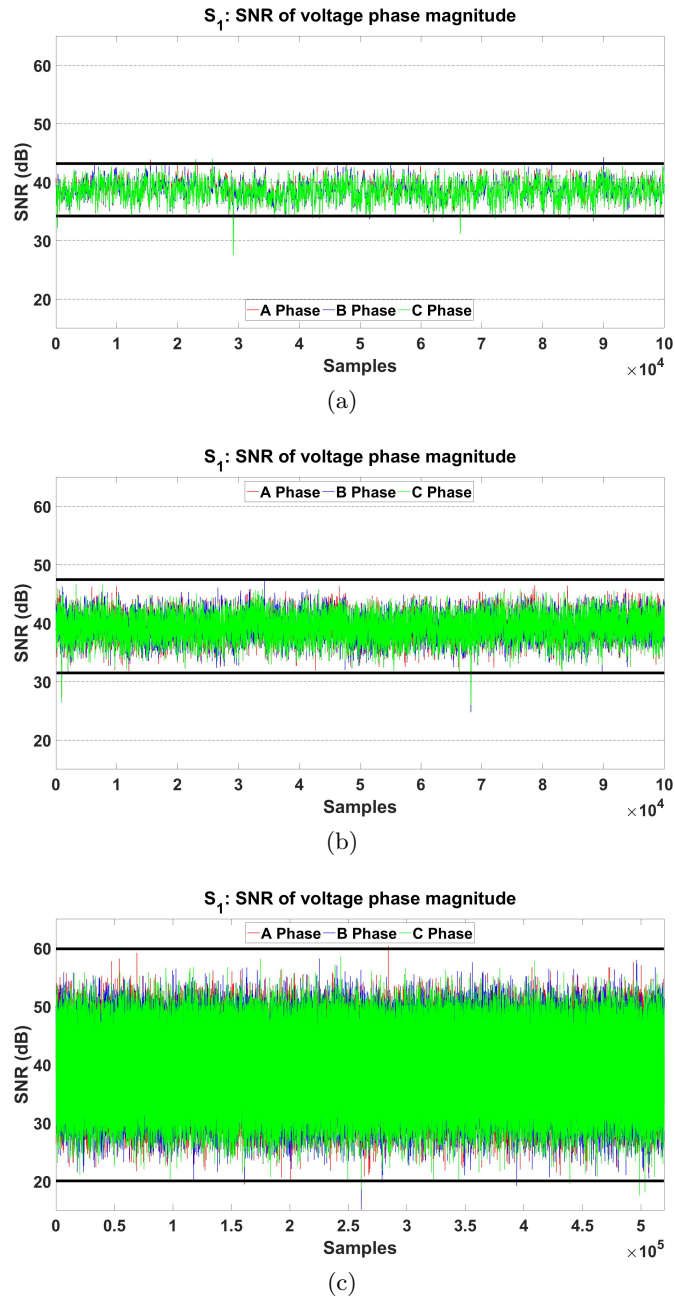 S1: SNR of voltage phase magnitude
60
50
40
30
20
SNR (dB)
A Phase B Phase C Phase
0 1 2 3 4 5 6 7 8 9 10
Samples
×10^4
(a)
S1: SNR of voltage phase magnitude
A Phase B Phase C Phase
60
50
40
30
20
SNR (dB)
0 1 2 3 4 5 6 7 8 9 10
Samples
×10^4
(b)
S1: SNR of voltage phase magnitude
A Phase B Phase C Phase
60
50
40
30
20
SNR (dB)
0 0.5 1 1.5 2 2.5 3 3.5 4 4.5 5
Samples
×10^5
(c)